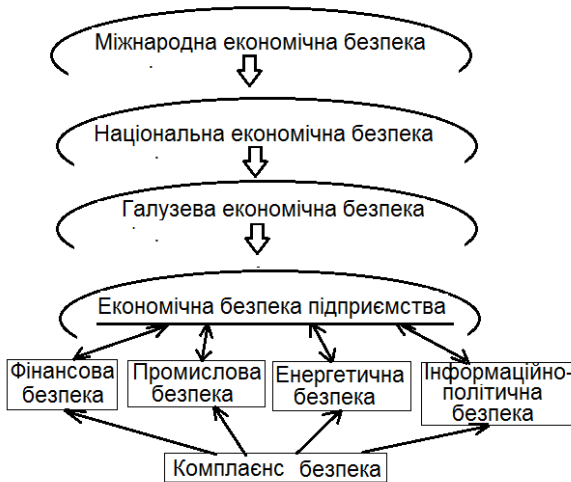 Міжнародна економічна безпека
Національна економічна безпека
Галузева економічна безпека
Економічна безпека підприємства
Фінансова
безпека
Промислова
безпека
Енергетична
безпека
Інформаційно-
політична
безпека
Комплаєнс безпека